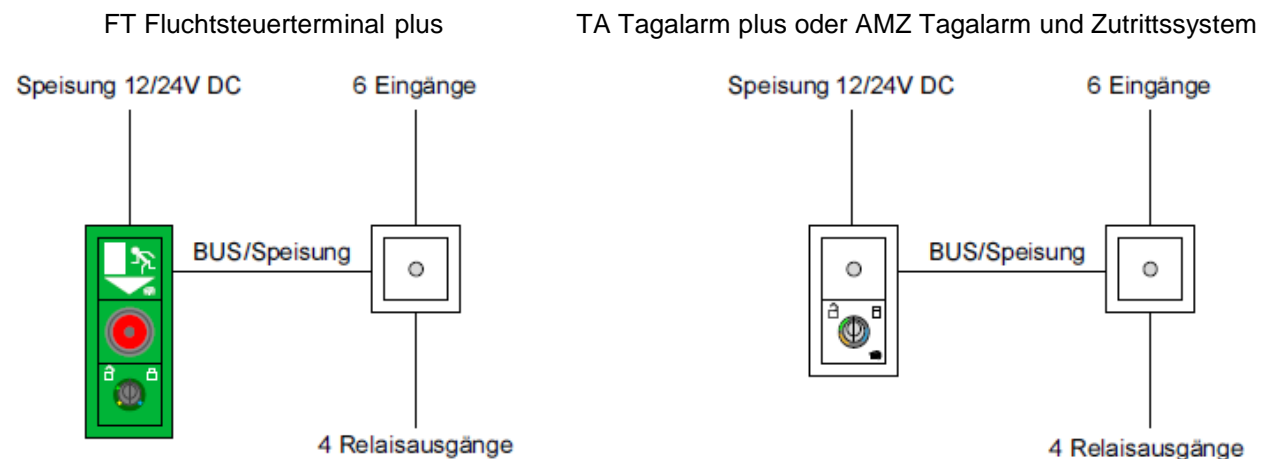 FT Fluchtsteuerterminal plus
TA Tagalarm plus oder AMZ Tagalarm und Zutrittssystem
Speisung 12/24V DC
6 Eingänge
Speisung 12/24V DC
6 Eingänge
BUS/Speisung
BUS/Speisung
4 Relaisausgänge
4 Relaisausgänge